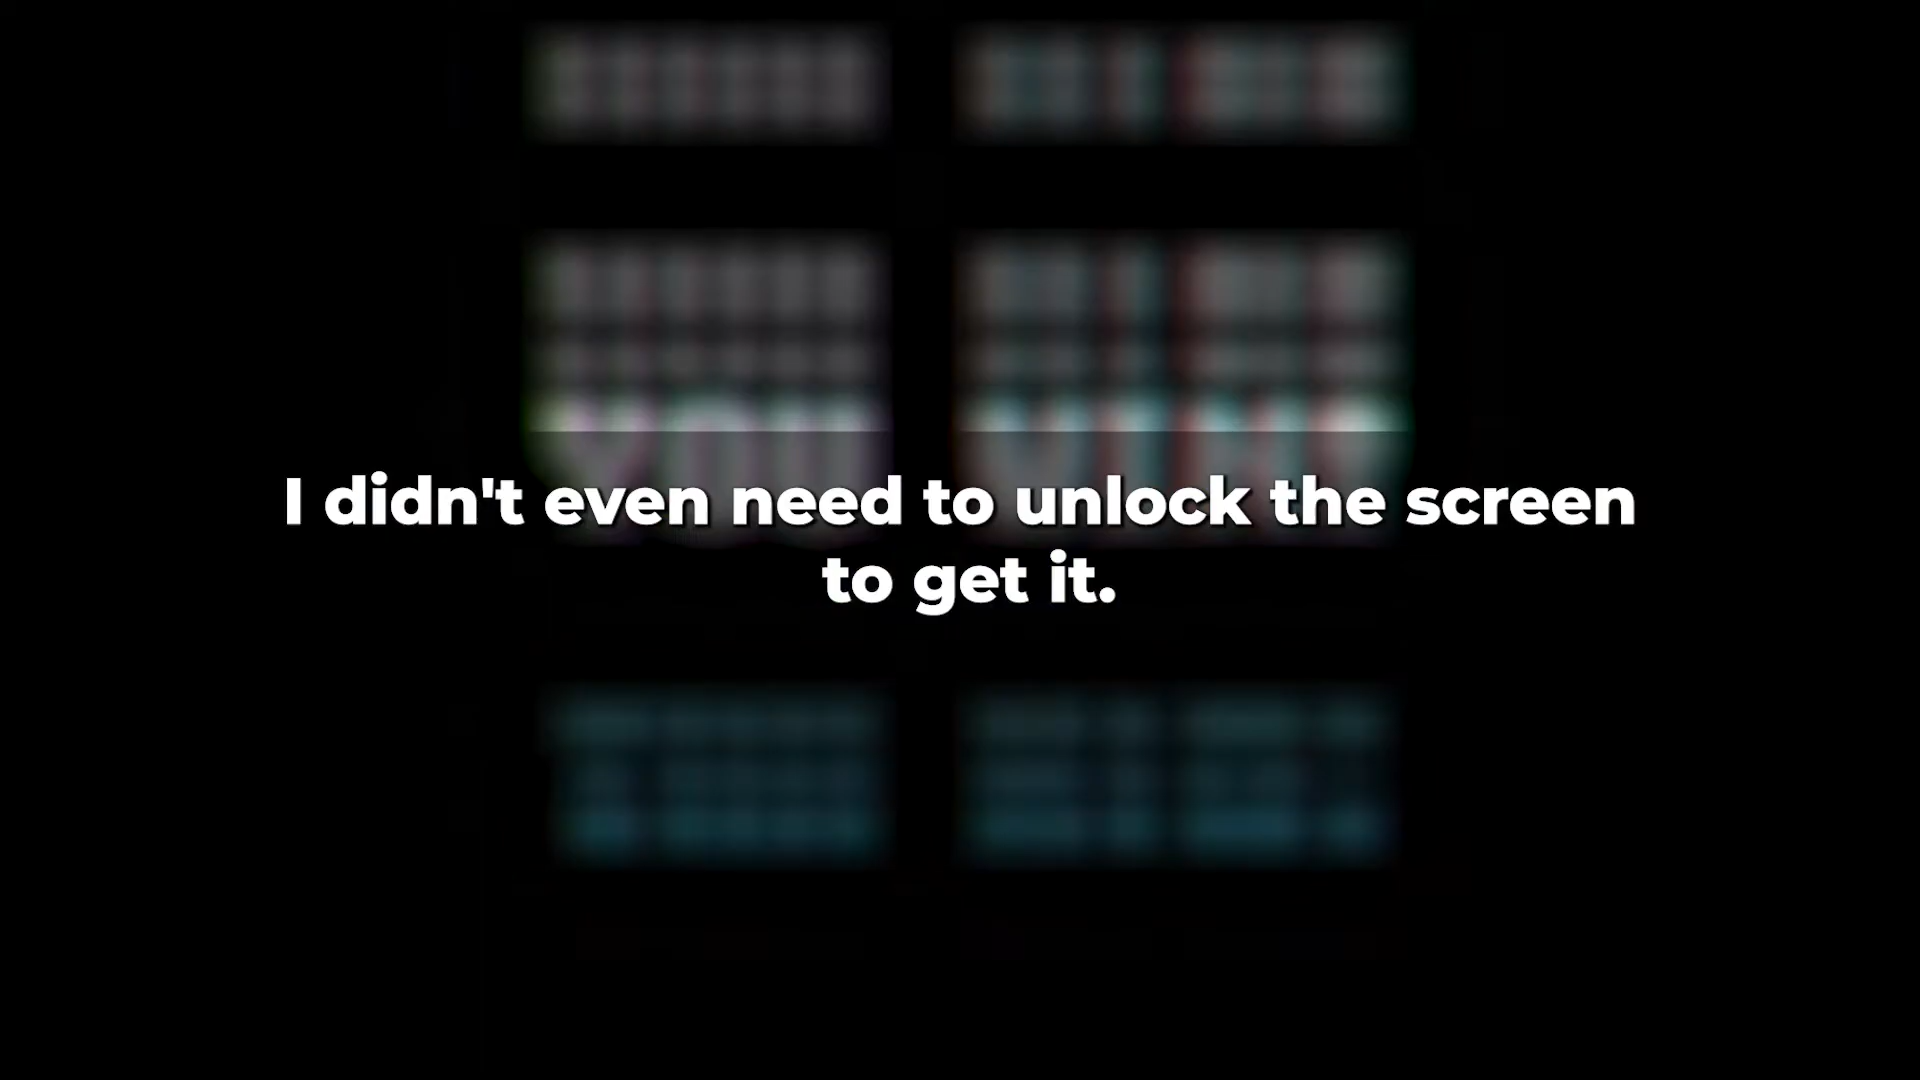 I didn't even need to unlock the screen
to get it.